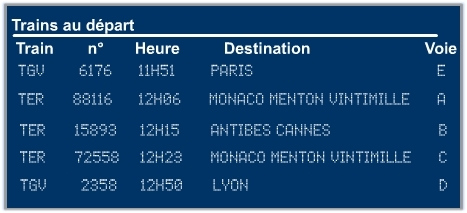 Trains au départ
Train n° Heure Destination Voie
TGV 6176 11H51 PARIS E
TER 88116 12H06 MONACO MENTON VINTIMILLE A
TER 15893 12H15 ANTIBES CANNES B
TER 72558 12H23 MONACO MENTON VINTIMILLE C
TGV 2358 12H50 LYON D